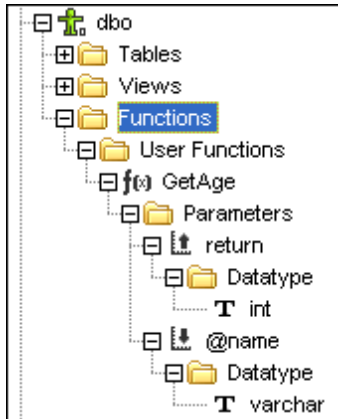 dbo
Tables
Views
Functions
User Functions
f(x) GetAge
Parameters
return
Datatype
T int
@name
Datatype
T varchar